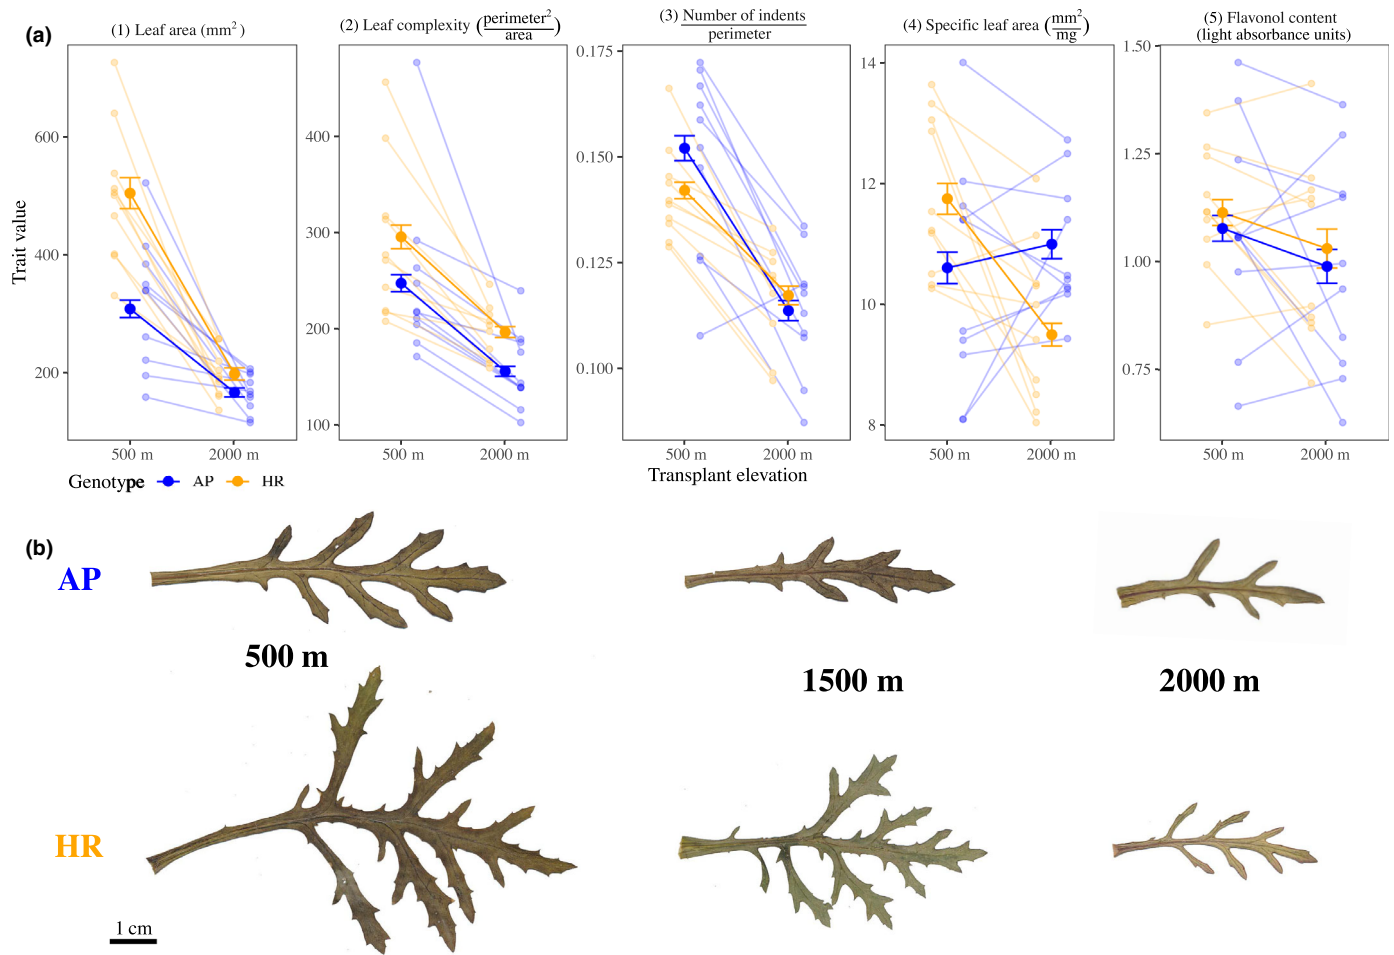 (a)
(1) Leaf area (mm²)
(2) Leaf complexity (perimeter²/area)
(3) Number of indents/perimeter
(4) Specific leaf area (mm²/mg)
(5) Flavonol content
(light absorbance units)
Trait value
600
400
200
500 m
2000 m
400
300
200
100
500 m
2000 m
0.175
0.150
0.125
0.100
500 m
2000 m
14
12
10
8
500 m
2000 m
1.50
1.25
1.00
0.75
500 m
2000 m
Transplant elevation
Genotype AP HR
(b)
AP
500 m
1500 m
2000 m
HR
1 cm